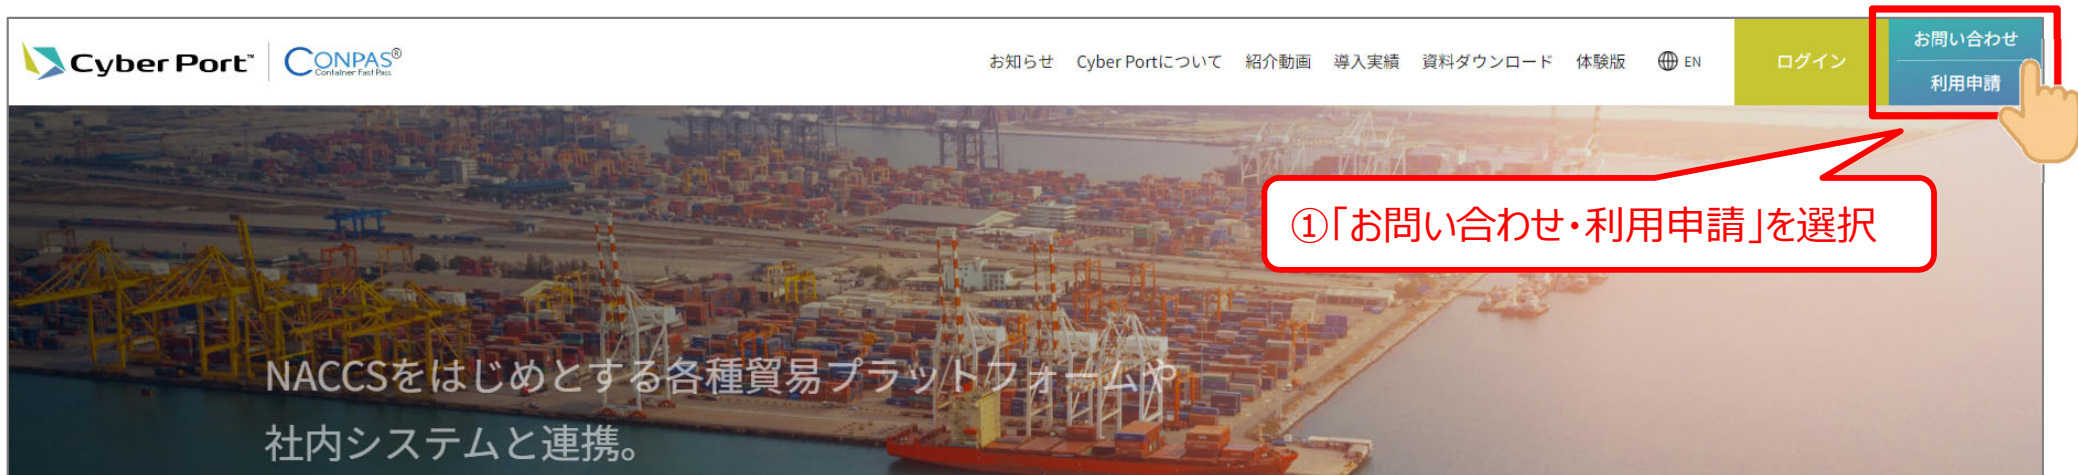 Cyber Port™
CONPAS®
Container Fast Pass
お知らせ Cyber Portについて 紹介動画 導入実績 資料ダウンロード 体験版 EN
ログイン
お問い合わせ
利用申請
①「お問い合わせ・利用申請」を選択
NACCSをはじめとする各種貿易プラットフォームや
社内システムと連携。